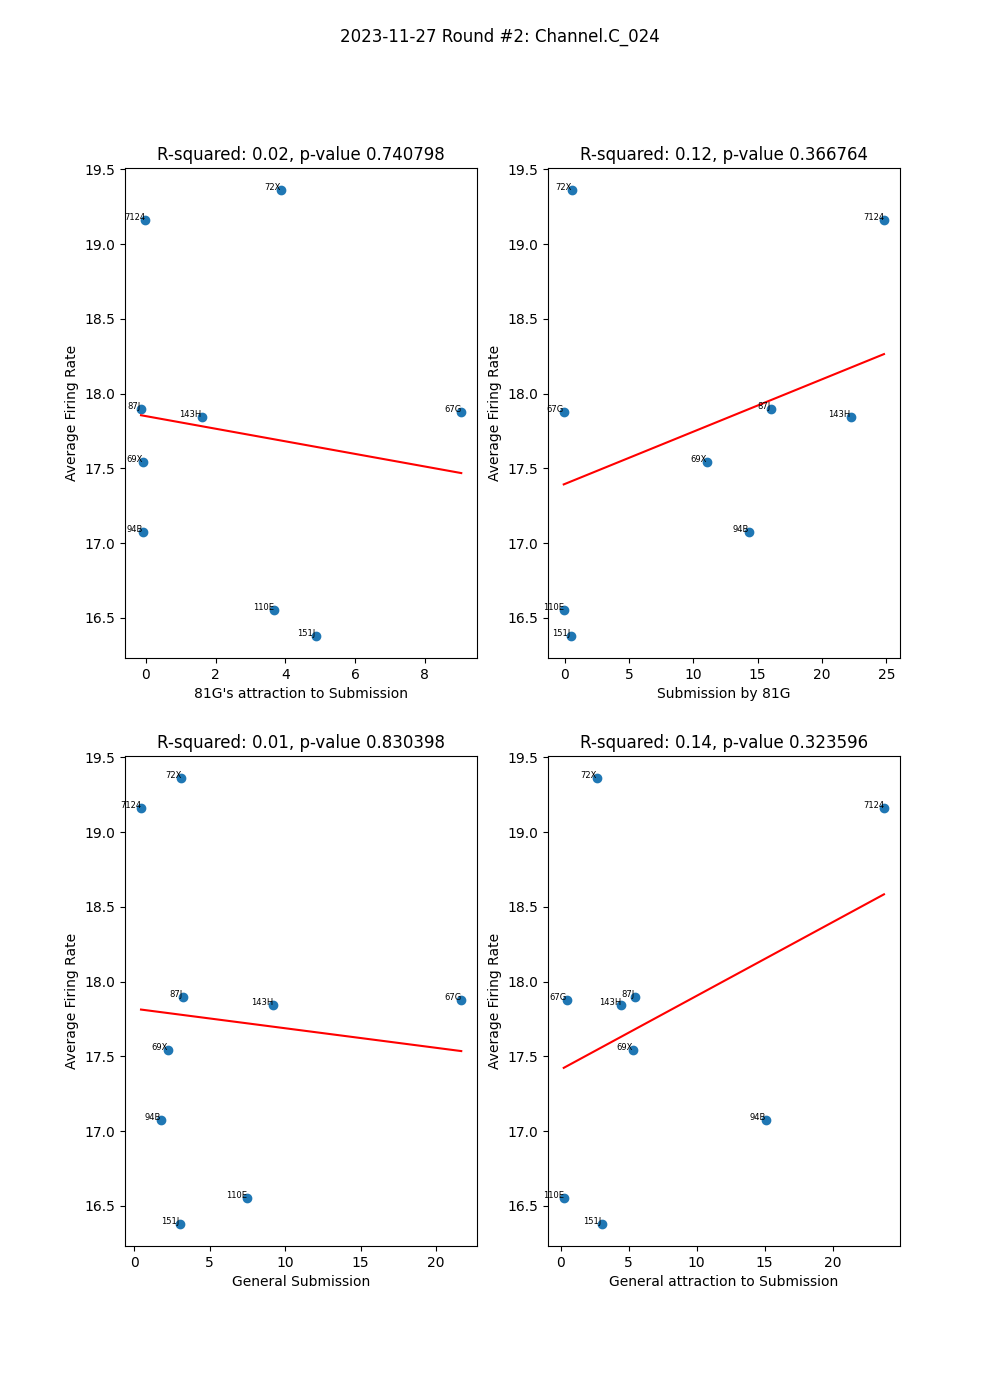 2023-11-27 Round #2: Channel.C_024
R-squared: 0.02, p-value 0.740798
19.5
19.0
18.5
18.0
17.5
17.0
16.5
Average Firing Rate
72X
7124
87J
143H
67G
69X
94B
110E
151J
0 2 4 6 8
81G's attraction to Submission
R-squared: 0.12, p-value 0.366764
19.5
19.0
18.5
18.0
17.5
17.0
16.5
Average Firing Rate
72X
7124
67G
87J
143H
69X
94B
110E
151J
0 5 10 15 20 25
Submission by 81G
R-squared: 0.01, p-value 0.830398
19.5
19.0
18.5
18.0
17.5
17.0
16.5
Average Firing Rate
72X
7124
87J
143H
67G
69X
94B
110E
151J
0 5 10 15 20
General Submission
R-squared: 0.14, p-value 0.323596
19.5
19.0
18.5
18.0
17.5
17.0
16.5
Average Firing Rate
72X
7124
67G
87J
143H
69X
94B
110E
151J
0 5 10 15 20
General attraction to Submission